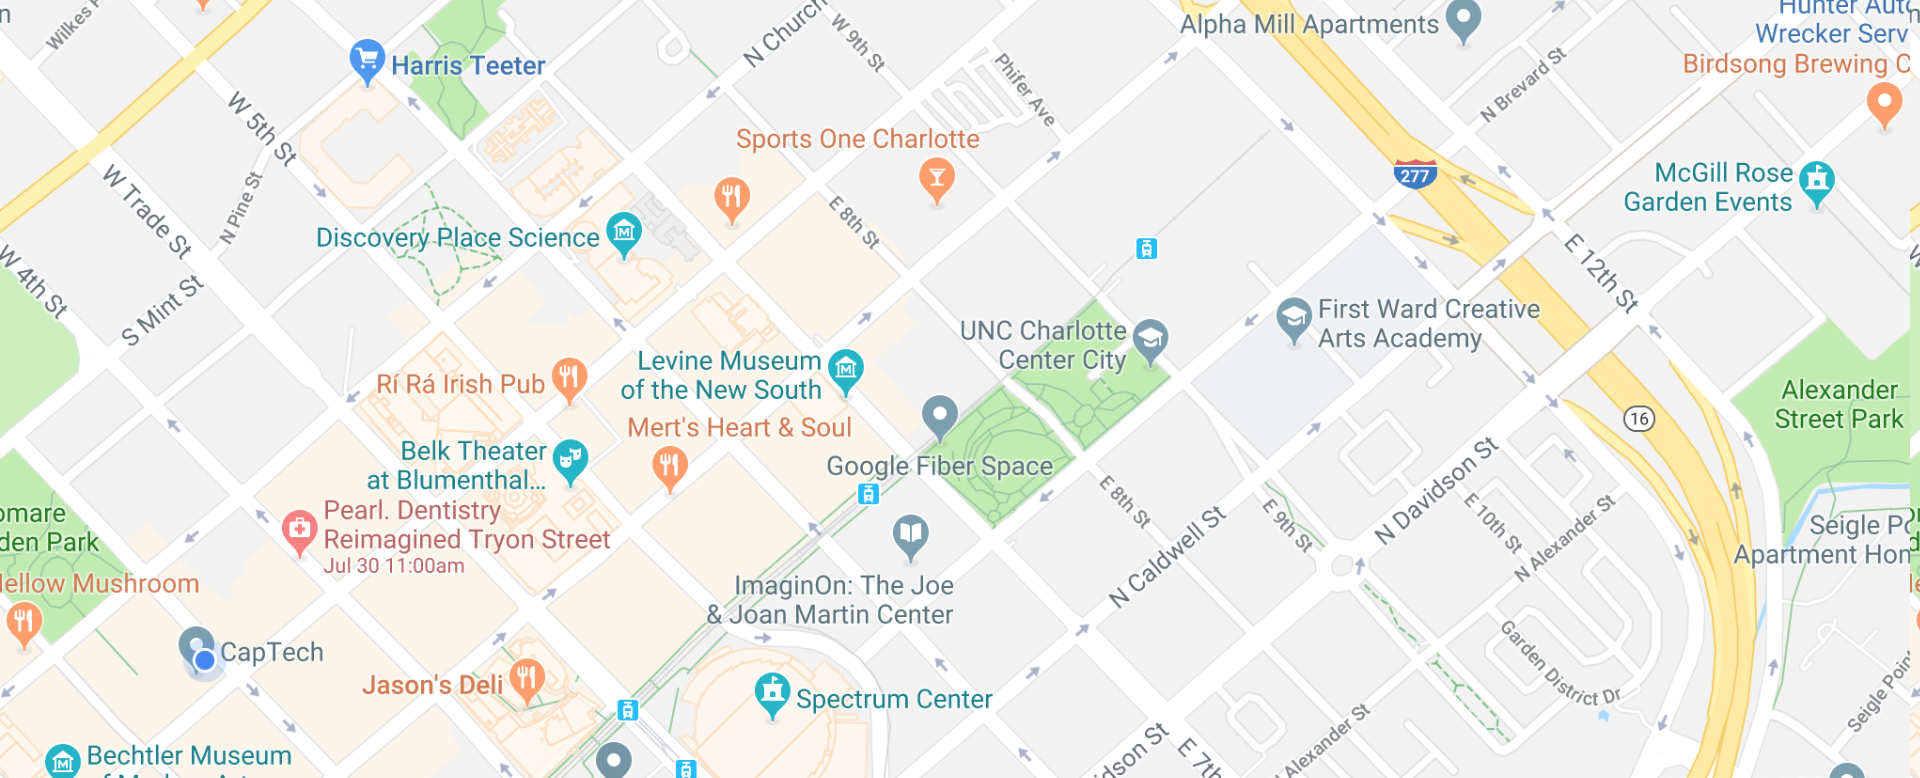 Wilkes P
N Church
W 9th St
Alpha Mill Apartments
Hunter Auto
Wrecker Serv
Birdsong Brewing C
Harris Teeter
Phifer Ave
N Brevard St
W 5th St
Sports One Charlotte
277
McGill Rose
Garden Events
W Trade St
N Pine St
Discovery Place Science
E 8th St
E 12th St
W 4th St
S Mint St
UNC Charlotte
Center City
First Ward Creative
Arts Academy
Levine Museum
of the New South
Rí Rá Irish Pub
Alexander
Street Park
16
Mert's Heart & Soul
Belk Theater
at Blumenthal...
Google Fiber Space
N Davidson St
E 8th St
E 9th St
E 10th St
N Alexander St
Pearl. Dentistry
Reimagined Tryon Street
Jul 30 11:00am
omare
den Park
Seigle Po
Apartment Hom
N Caldwell St
ellow Mushroom
ImaginOn: The Joe
& Joan Martin Center
CapTech
Garden District Dr
Jason's Deli
Spectrum Center
Seigle Poin
N Alexander St
vidson St
E 7th
Bechtler Museum